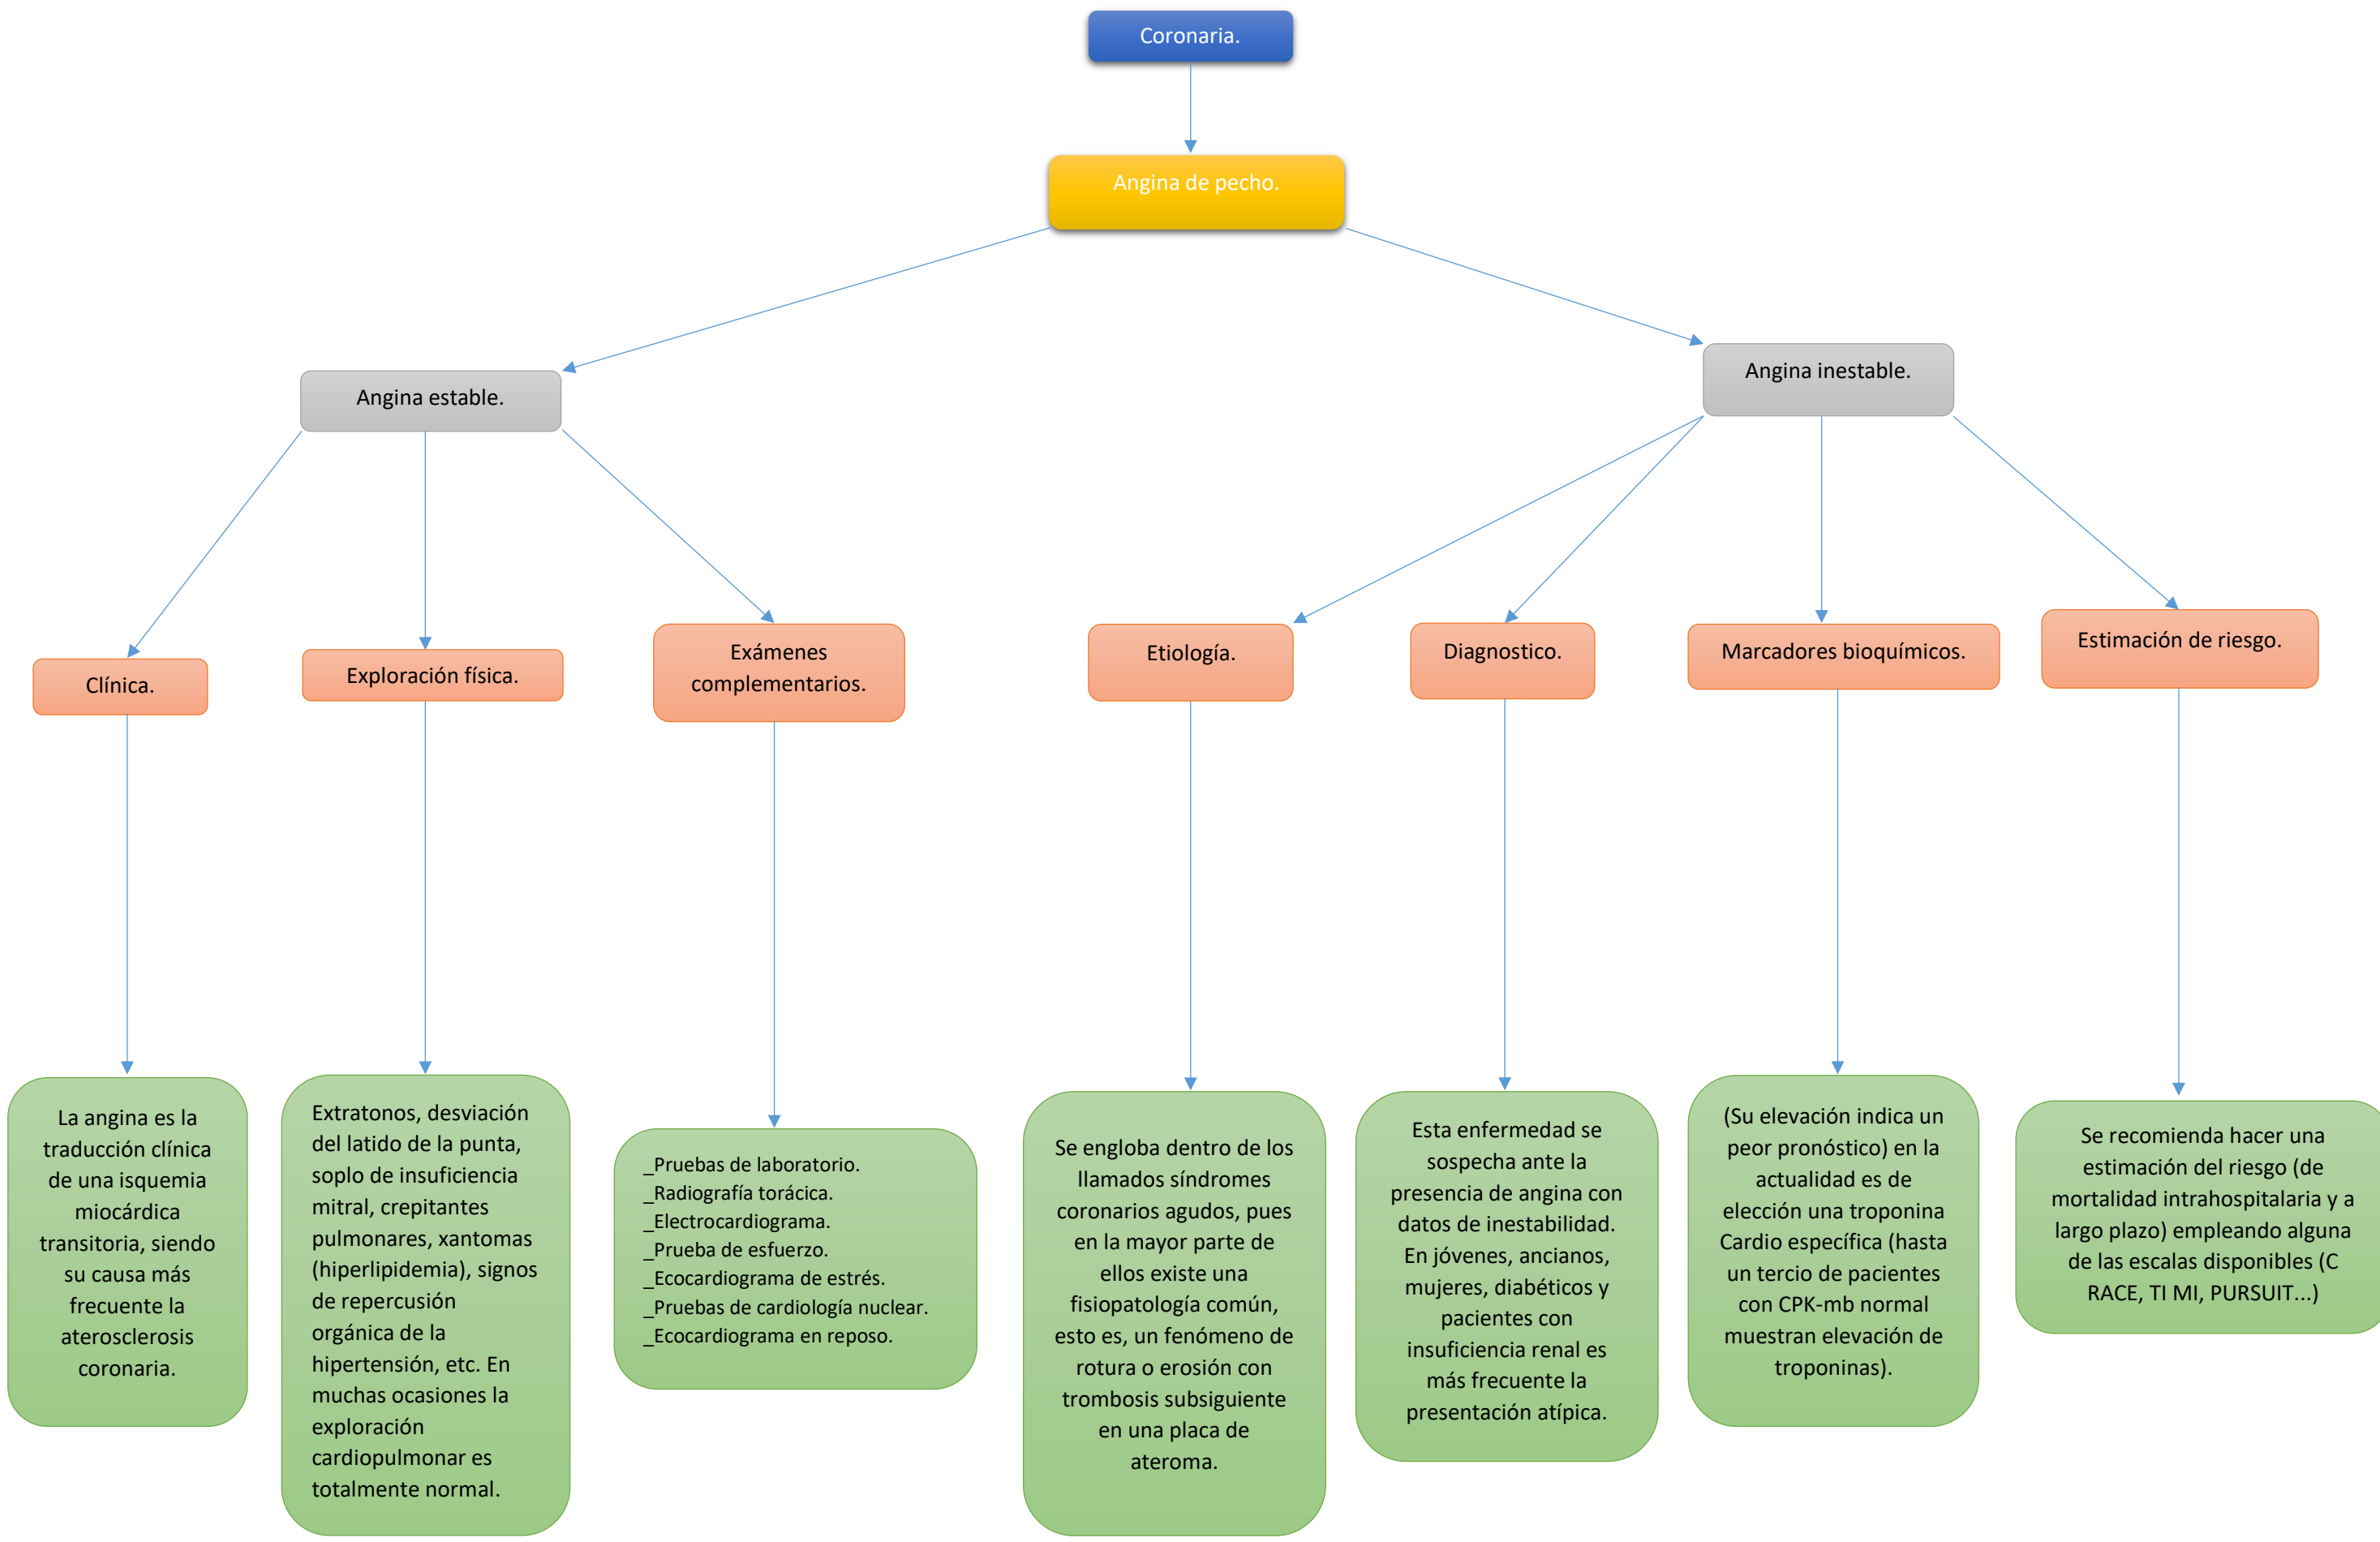 Coronaria.
Angina de pecho.
Angina estable.
Angina inestable.
Clínica.
Exploración física.
Exámenes
complementarios.
Etiología.
Diagnostico.
Marcadores bioquímicos.
Estimación de riesgo.
La angina es la
traducción clínica
de una isquemia
miocárdica
transitoria, siendo
su causa más
frecuente la
aterosclerosis
coronaria.
Extratonos, desviación
del latido de la punta,
soplo de insuficiencia
mitral, crepitantes
pulmonares, xantomas
(hiperlipidemia), signos
de repercusión
orgánica de la
hipertensión, etc. En
muchas ocasiones la
exploración
cardiopulmonar es
totalmente normal.
_Pruebas de laboratorio.
_Radiografía torácica.
_Electrocardiograma.
_Prueba de esfuerzo.
_Ecocardiograma de estrés.
_Pruebas de cardiología nuclear.
_Ecocardiograma en reposo.
Se engloba dentro de los
llamados síndromes
coronarios agudos, pues
en la mayor parte de
ellos existe una
fisiopatología común,
esto es, un fenómeno de
rotura o erosión con
trombosis subsiguiente
en una placa de
ateroma.
Esta enfermedad se
sospecha ante la
presencia de angina con
datos de inestabilidad.
En jóvenes, ancianos,
mujeres, diabéticos y
pacientes con
insuficiencia renal es
más frecuente la
presentación atípica.
(Su elevación indica un
peor pronóstico) en la
actualidad es de
elección una troponina
Cardio específica (hasta
un tercio de pacientes
con CPK-mb normal
muestran elevación de
troponinas).
Se recomienda hacer una
estimación del riesgo (de
mortalidad intrahospitalaria y a
largo plazo) empleando alguna
de las escalas disponibles (C
RACE, TI MI, PURSUIT...)